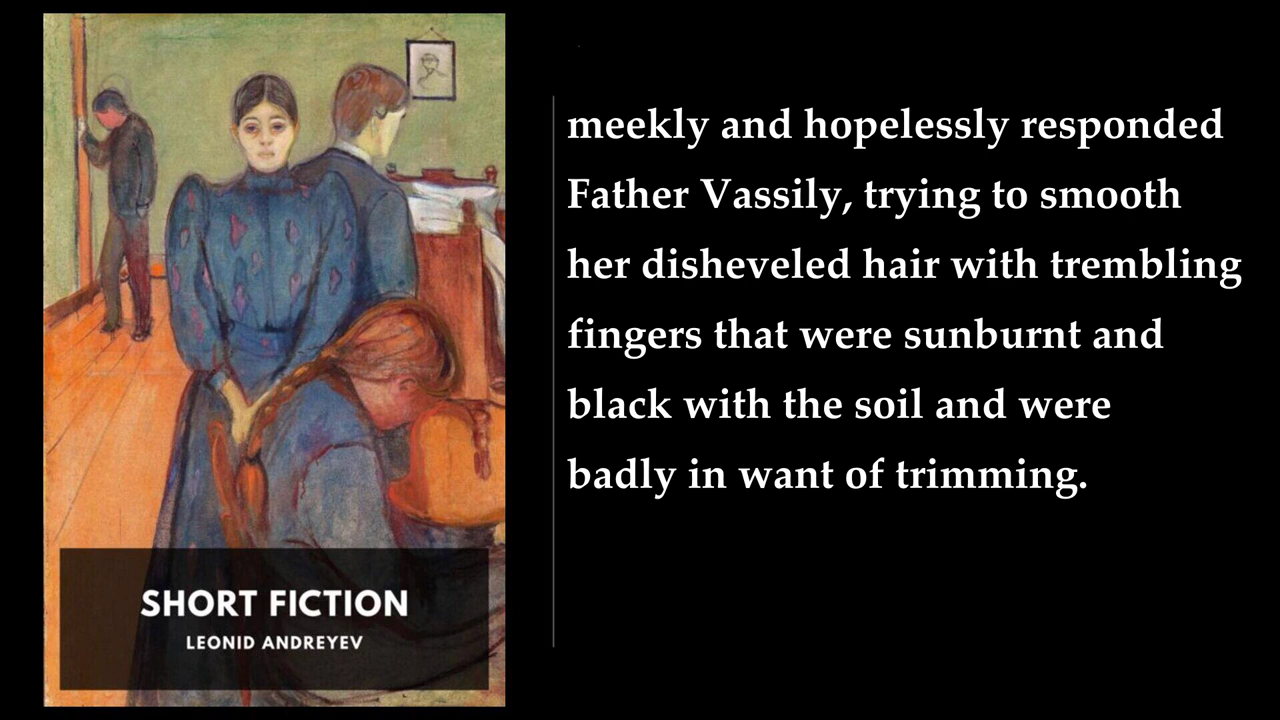 SHORT FICTION
LEONID ANDREYEV
meekly and hopelessly responded
Father Vassily, trying to smooth
her disheveled hair with trembling
fingers that were sunburnt and
black with the soil and were
badly in want of trimming.